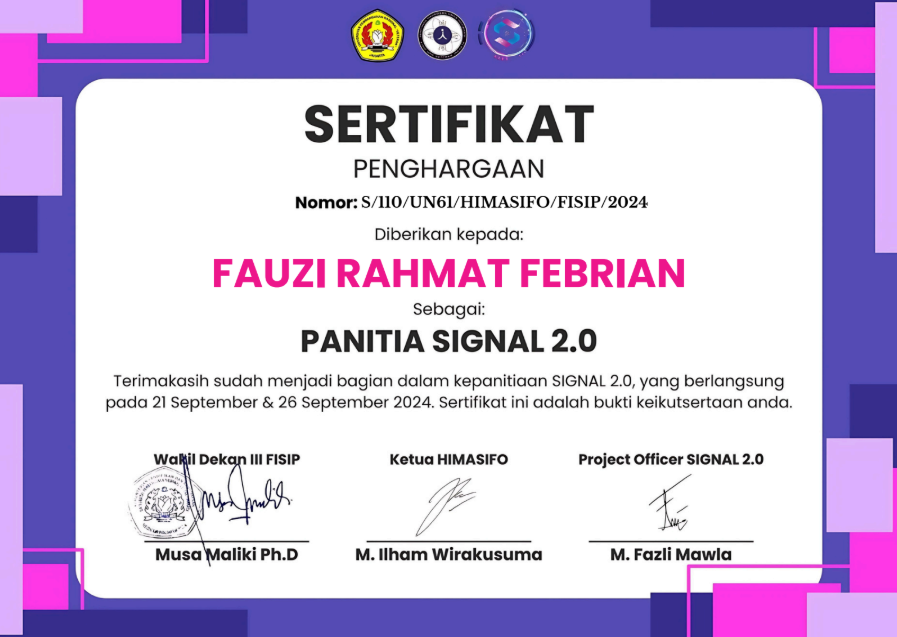 SERTIFIKAT
PENGHARGAAN
Nomor: S/110/UN61/HIMASIFO/FISIP/2024
Diberikan kepada:
FAUZI RAHMAT FEBRIAN
Sebagai:
PANITIA SIGNAL 2.0
Terimakasih sudah menjadi bagian dalam kepanitiaan SIGNAL 2.0, yang berlangsung
pada 21 September & 26 September 2024. Sertifikat ini adalah bukti keikutsertaan anda.
Wakil Dekan III FISIP
Musa Maliki Ph.D
Ketua HIMASIFO
M. Ilham Wirakusuma
Project Officer SIGNAL 2.0
M. Fazli Mawla